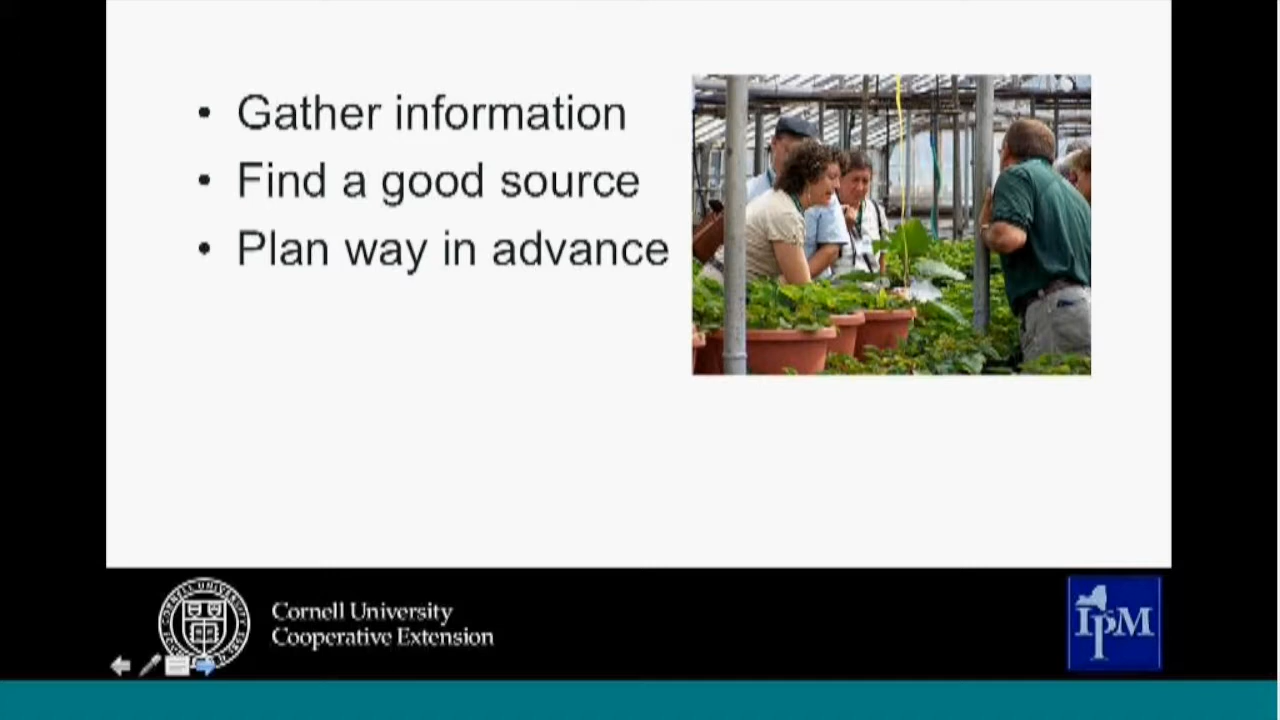 • Gather information
• Find a good source
• Plan way in advance
Cornell University
Cooperative Extension
IPM